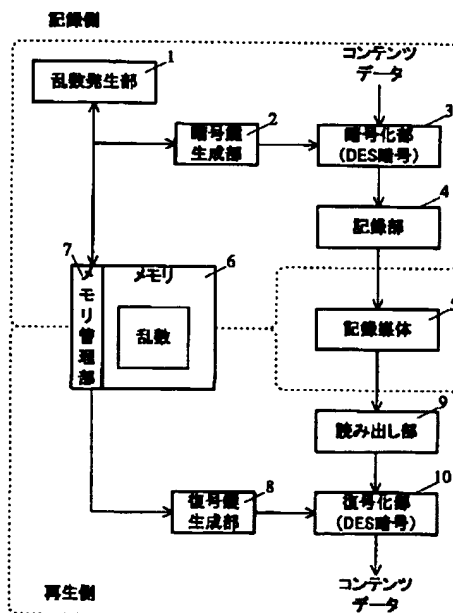 記録側
1
乱数発生部
コンテンツ
データ
2
暗号鍵
生成部
3
暗号化部
(DES暗号)
4
記録部
7
メモリ管理部
メモリ
6
乱数
記録媒体
9
読み出し部
8
復号鍵
生成部
10
復号化部
(DES暗号)
再生側
コンテンツ
データ